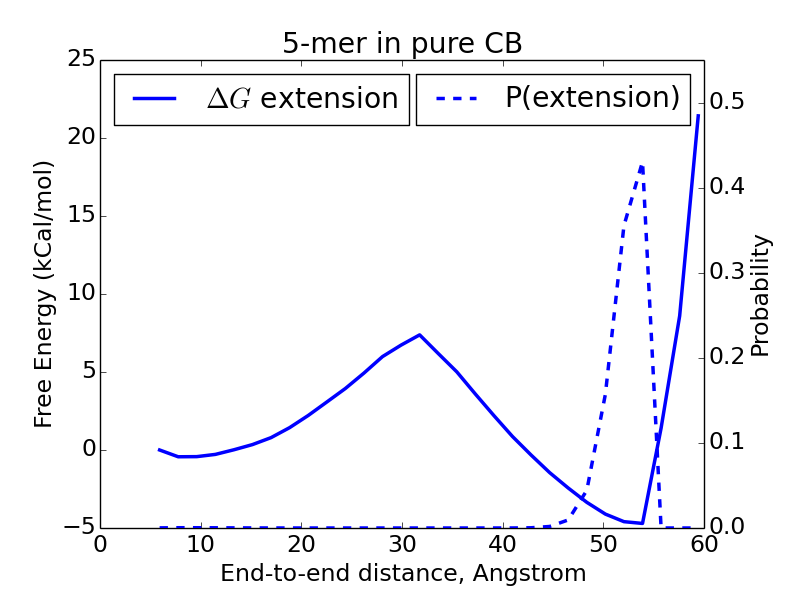 5-mer in pure CB
ΔG extension
P(extension)
25
20
15
10
5
0
−5
Free Energy (kCal/mol)
0.5
0.4
0.3
0.2
0.1
0.0
Probability
0 10 20 30 40 50 60
End-to-end distance, Angstrom